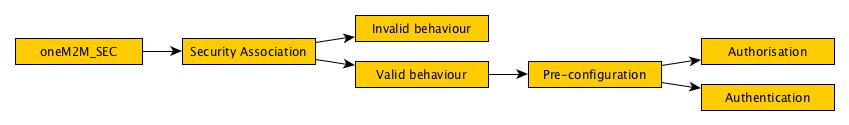 oneM2M_SEC
Security Association
Invalid behaviour
Valid behaviour
Pre-configuration
Authorisation
Authentication